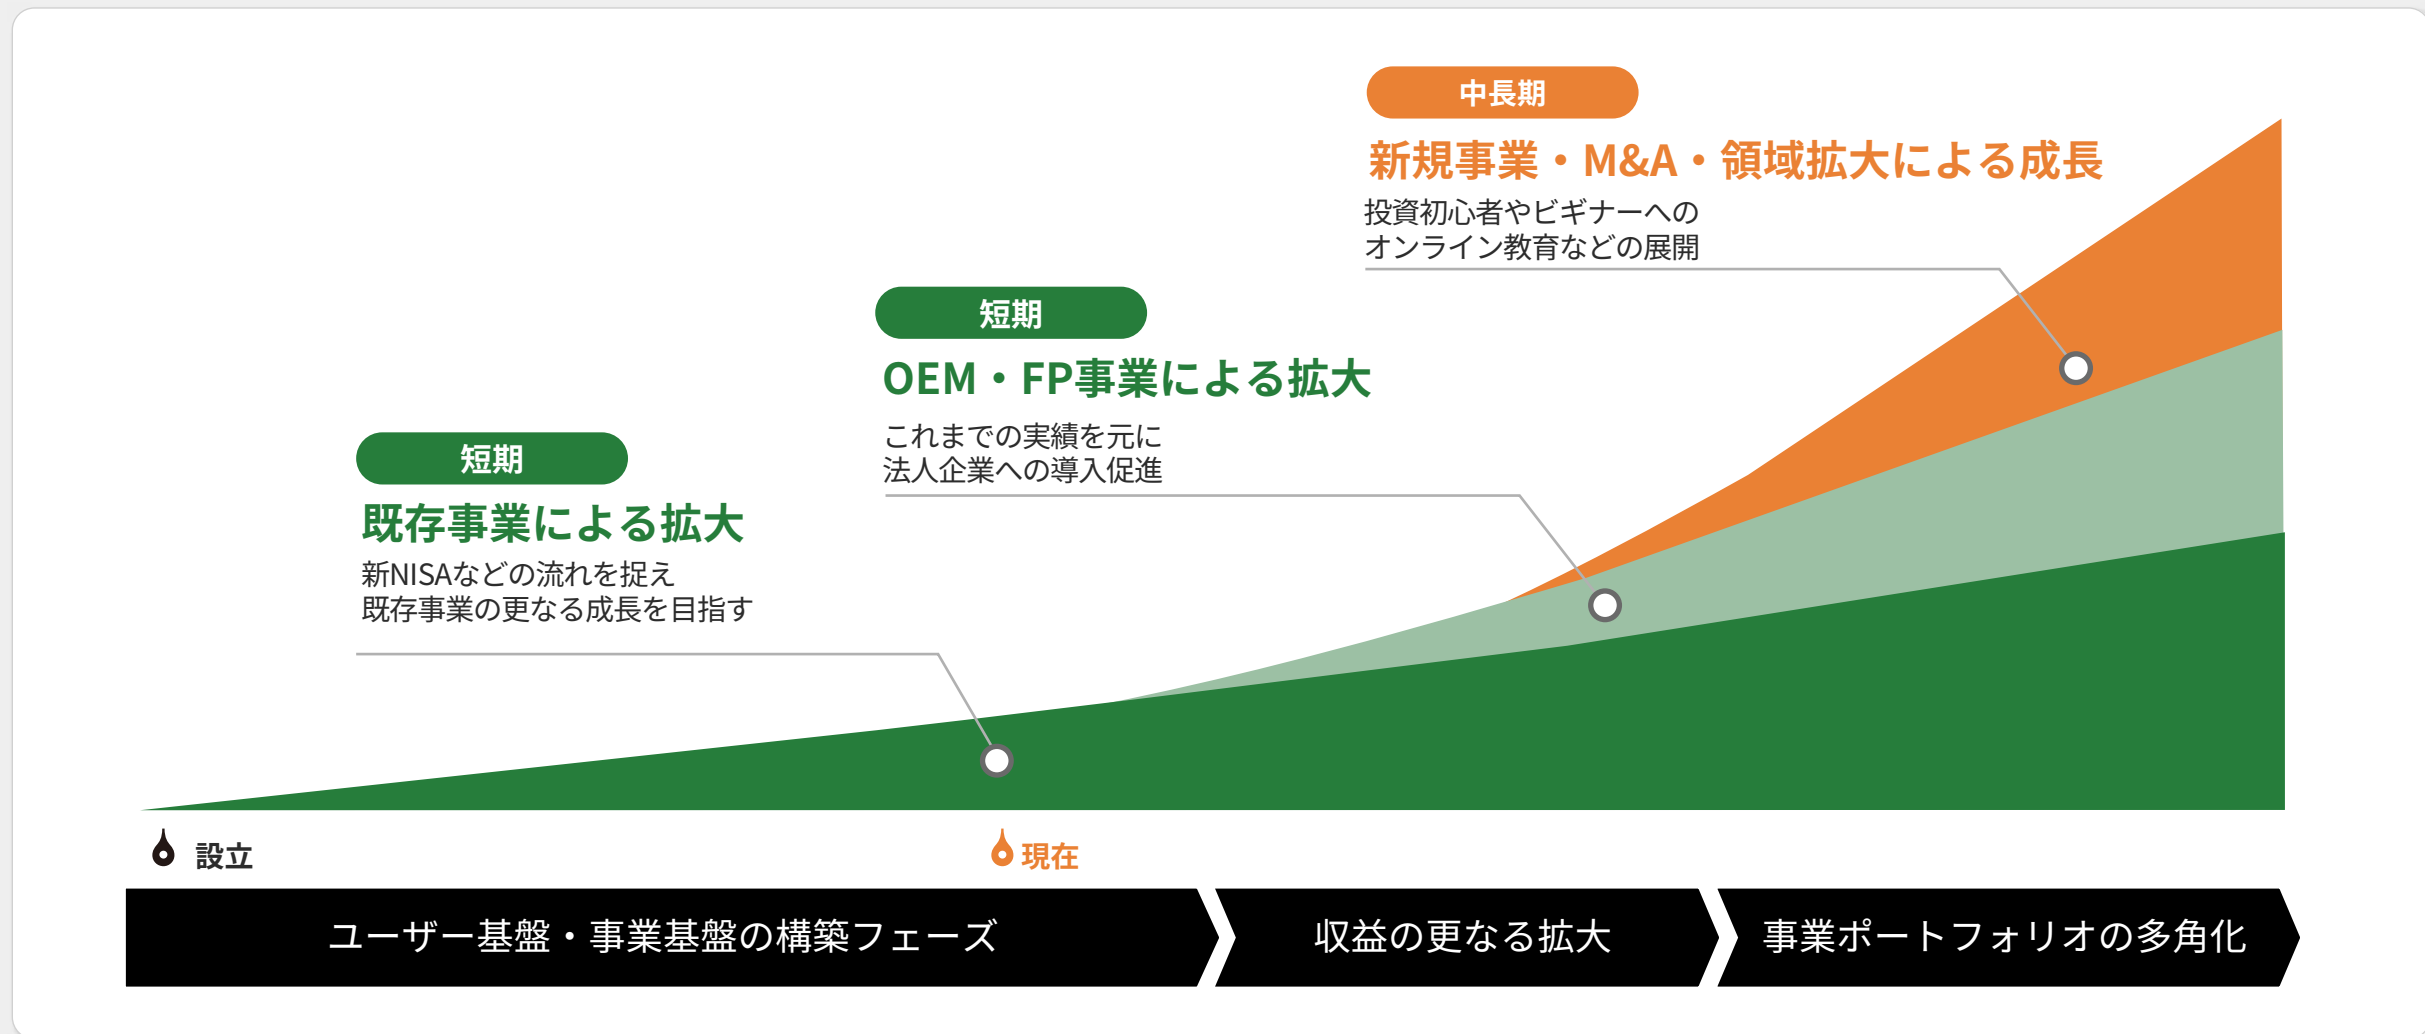 中長期
新規事業・M&A・領域拡大による成長
投資初心者やビギナーへの
オンライン教育などの展開
短期
OEM・FP事業による拡大
これまでの実績を元に
法人企業への導入促進
短期
既存事業による拡大
新NISAなどの流れを捉え
既存事業の更なる成長を目指す
設立
現在
ユーザー基盤・事業基盤の構築フェーズ
収益の更なる拡大
事業ポートフォリオの多角化